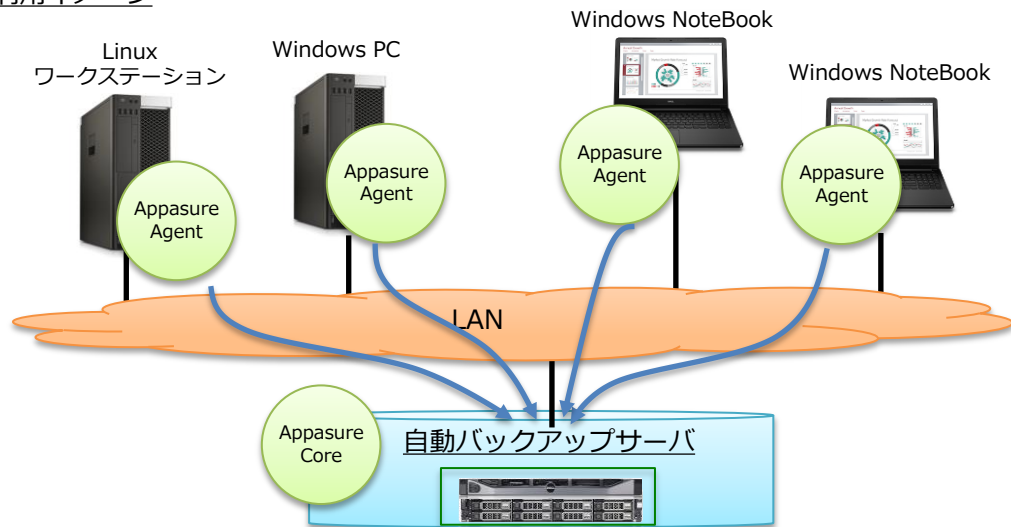 Windows NoteBook
Linux
ワークステーション
Windows PC
Windows NoteBook
Appasure
Agent
Appasure
Agent
Appasure
Agent
Appasure
Agent
LAN
Appasure
Core
自動バックアップサーバ